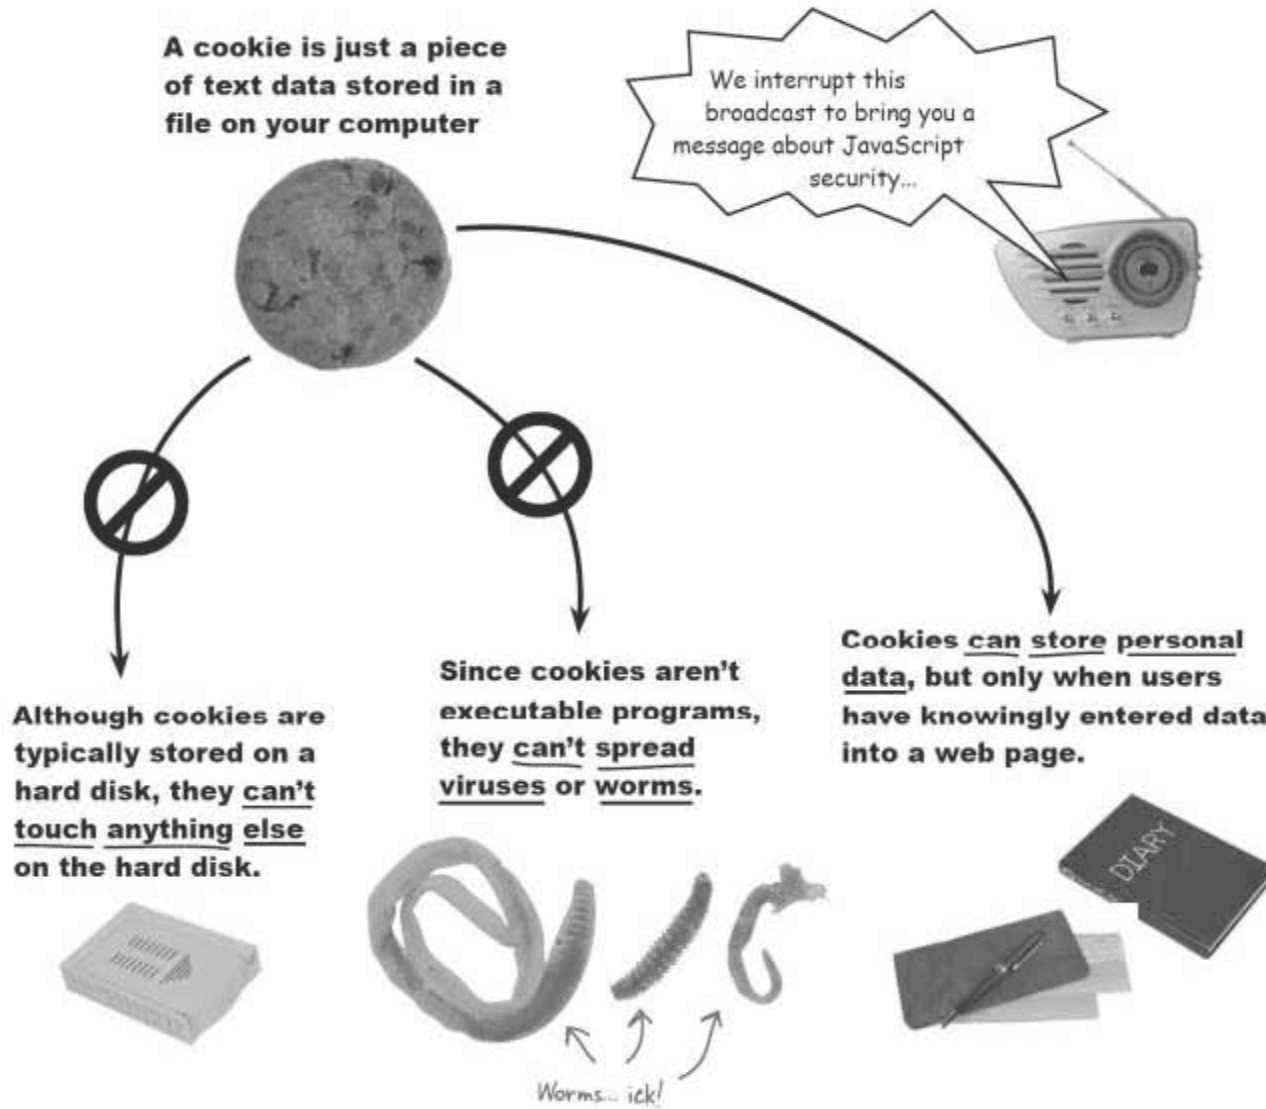 A cookie is just a piece
of text data stored in a
file on your computer
We interrupt this
broadcast to bring you a
message about JavaScript
security...
Although cookies are
typically stored on a
hard disk, they can't
touch anything else
on the hard disk.
Since cookies aren't
executable programs,
they can't spread
viruses or worms.
Cookies can store personal
data, but only when users
have knowingly entered data
into a web page.
DIARY
Worms... ick!